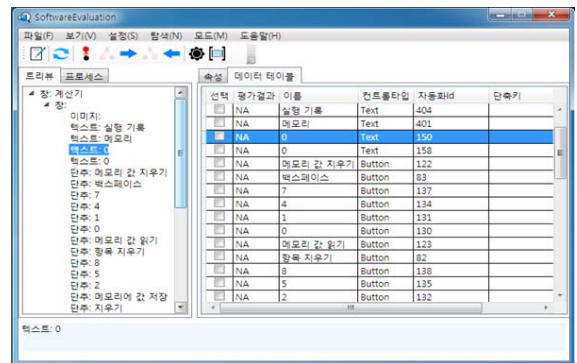 SoftwareEvaluation
파일(F) 보기(V) 설정(S) 탐색(N) 모드(M) 도움말(H)
트리뷰 프로세스
창: 계산기
창:
이미지:
텍스트: 실행 기록
텍스트: 메모리
텍스트: 0
텍스트: 0
단추: 메모리 값 지우기
단추: 백스페이스
단추: 7
단추: 4
단추: 1
단추: 0
단추: 메모리 값 읽기
단추: 항목 지우기
단추: 8
단추: 5
단추: 2
단추: 메모리에 값 저장
단추: 지우기
속성 데이터 테이블
선택 평가결과 이름 컨트롤타입 자동화Id 단축키
NA 실행 기록 Text 404
NA 메모리 Text 401
NA 0 Text 150
NA 0 Text 158
NA 메모리 값 지우기 Button 122
NA 백스페이스 Button 83
NA 7 Button 137
NA 4 Button 134
NA 1 Button 131
NA 0 Button 130
NA 메모리 값 읽기 Button 123
NA 항목 지우기 Button 82
NA 8 Button 138
NA 5 Button 135
NA 2 Button 132
텍스트: 0